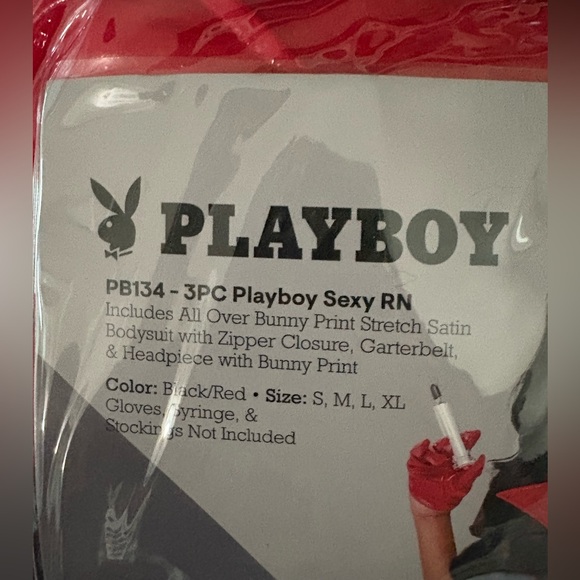 PLAYBOY
PB134 - 3PC Playboy Sexy RN
Includes All Over Bunny Print Stretch Satin
Bodysuit with Zipper Closure, Garterbelt,
& Headpiece with Bunny Print
Color: Black/Red • Size: S, M, L, XL
Gloves, Syringe, &
Stockings Not Included